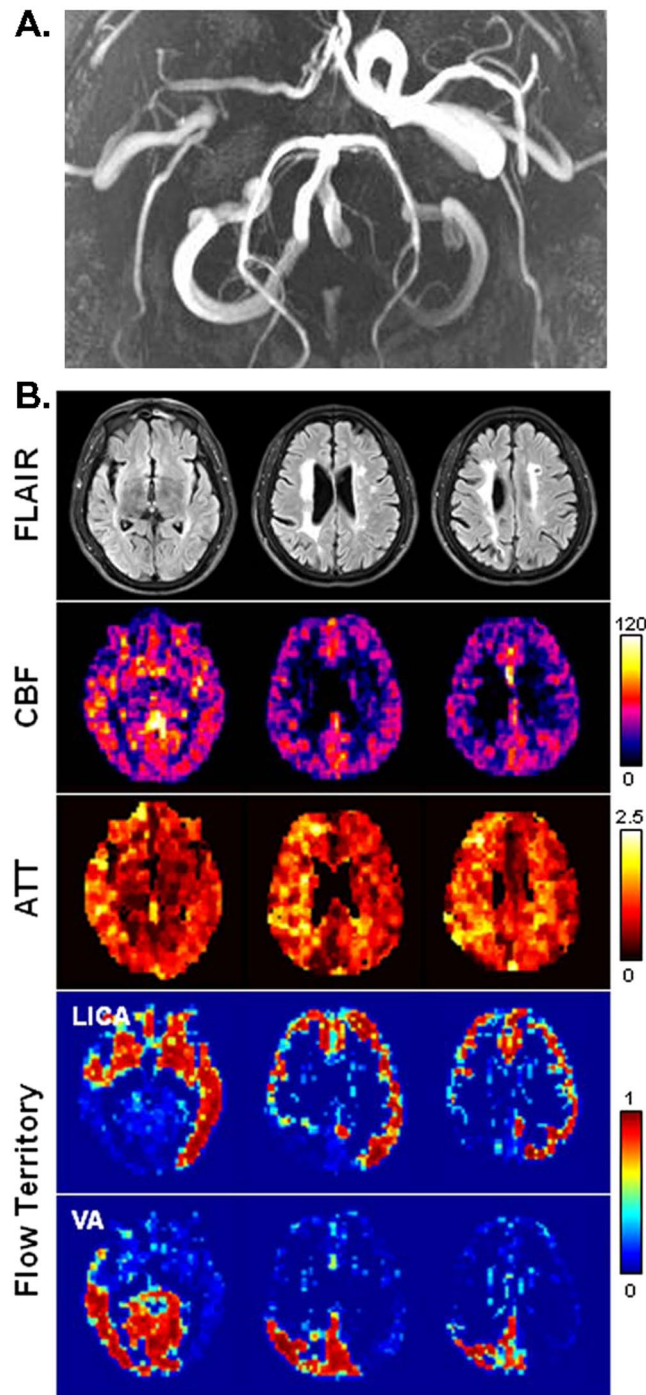 A.
B.
FLAIR
CBF
120
0
ATT
2.5
0
Flow Territory
LICA
VA
1
0